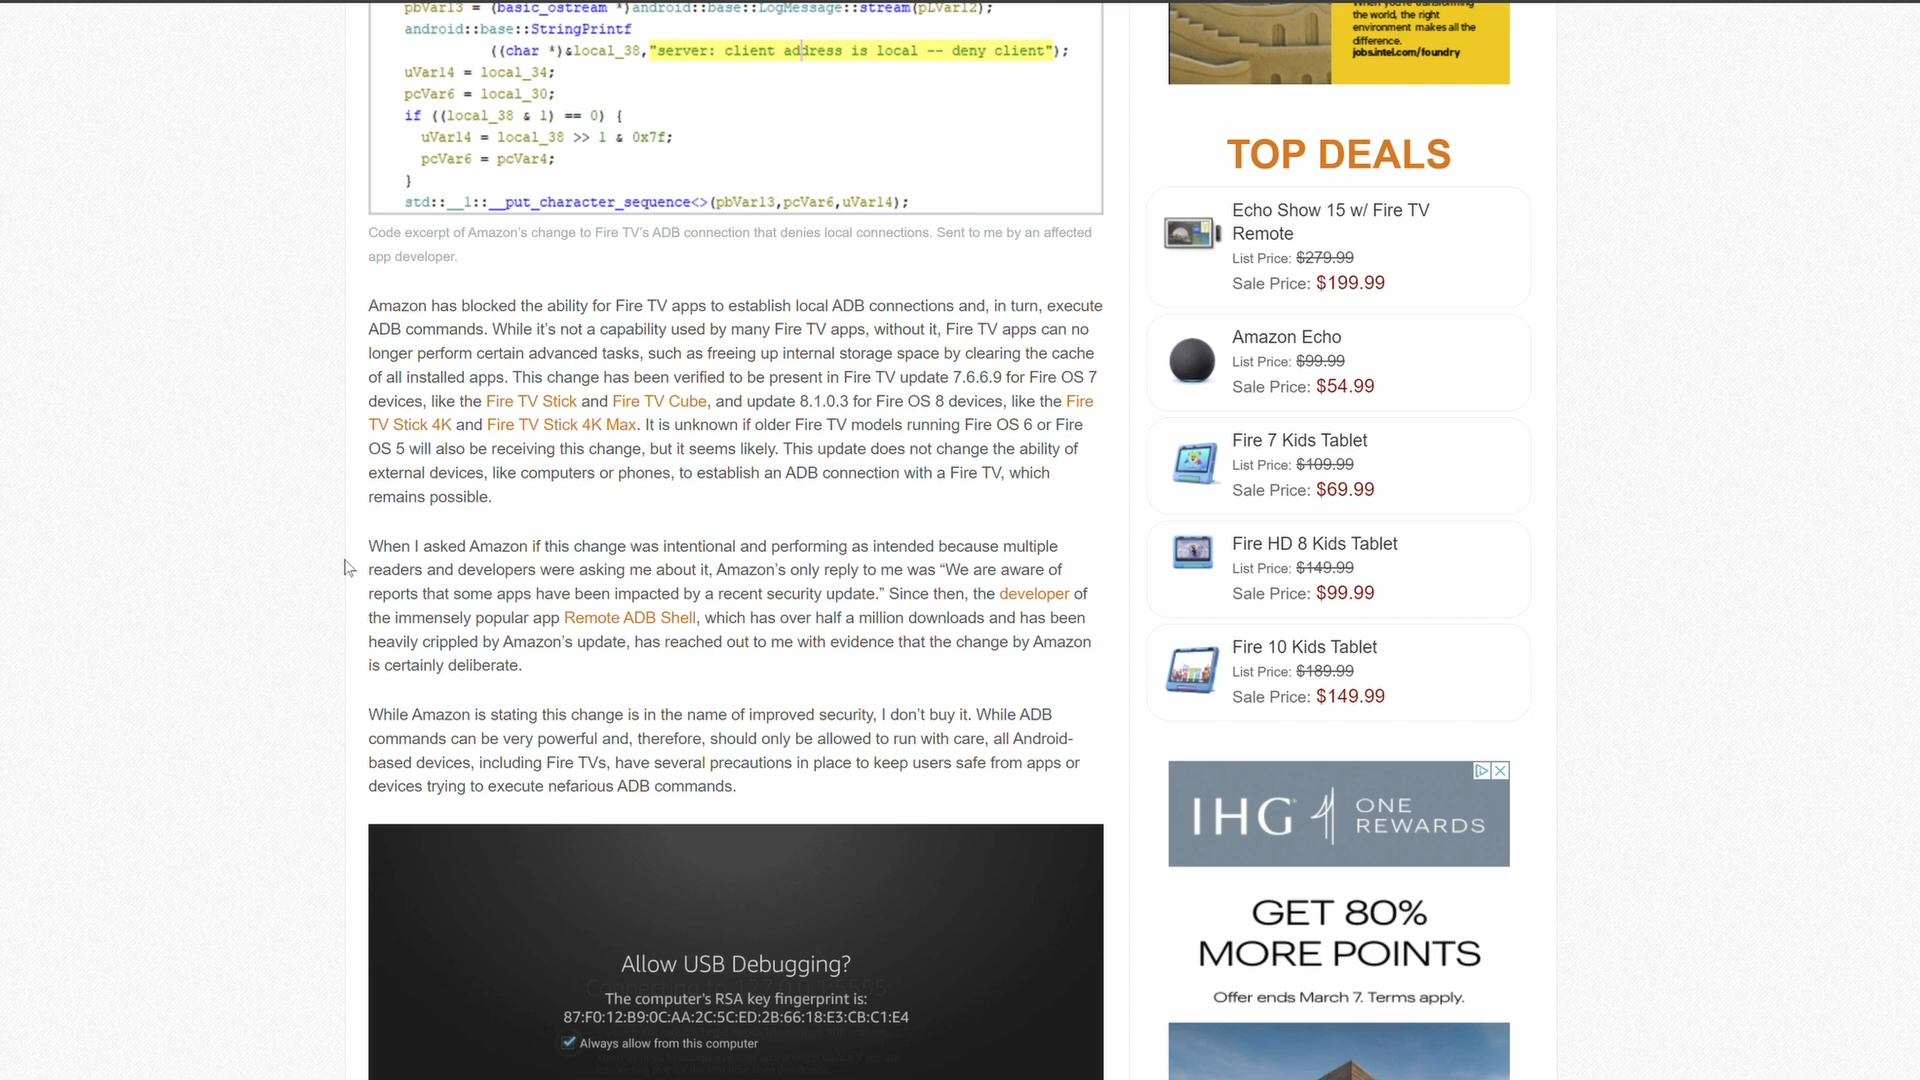 pbVar13 = (basic_ostream *)android::base::LogMessage::stream(pLVar12);
android::base::StringPrintf
((char *)&local_38,"server: client address is local -- deny client");
uVar14 = local_34;
pcVar6 = local_30;
if ((local_38 & 1) == 0) {
uVar14 = local_38 >> 1 & 0x7f;
pcVar6 = pcVar4;
}
std::__1::__put_character_sequence<>(pbVar13,pcVar6,uVar14);
Code excerpt of Amazon's change to Fire TV's ADB connection that denies local connections. Sent to me by an affected
app developer.
Amazon has blocked the ability for Fire TV apps to establish local ADB connections and, in turn, execute
ADB commands. While it's not a capability used by many Fire TV apps, without it, Fire TV apps can no
longer perform certain advanced tasks, such as freeing up internal storage space by clearing the cache
of all installed apps. This change has been verified to be present in Fire TV update 7.6.6.9 for Fire OS 7
devices, like the Fire TV Stick and Fire TV Cube, and update 8.1.0.3 for Fire OS 8 devices, like the Fire
TV Stick 4K and Fire TV Stick 4K Max. It is unknown if older Fire TV models running Fire OS 6 or Fire
OS 5 will also be receiving this change, but it seems likely. This update does not change the ability of
external devices, like computers or phones, to establish an ADB connection with a Fire TV, which
remains possible.
When I asked Amazon if this change was intentional and performing as intended because multiple
readers and developers were asking me about it, Amazon's only reply to me was “We are aware of
reports that some apps have been impacted by a recent security update.” Since then, the developer of
the immensely popular app Remote ADB Shell, which has over half a million downloads and has been
heavily crippled by Amazon's update, has reached out to me with evidence that the change by Amazon
is certainly deliberate.
While Amazon is stating this change is in the name of improved security, I don't buy it. While ADB
commands can be very powerful and, therefore, should only be allowed to run with care, all Android-
based devices, including Fire TVs, have several precautions in place to keep users safe from apps or
devices trying to execute nefarious ADB commands.
Allow USB Debugging?
The computer's RSA key fingerprint is:
87:F0:12:B9:0C:AA:2C:5C:ED:2B:66:18:E3:CB:C1:E4
Always allow from this computer
the world, the right
environment makes all the
difference.
jobs.intel.com/foundry
TOP DEALS
Echo Show 15 w/ Fire TV
Remote
List Price: $279.99
Sale Price: $199.99
Amazon Echo
List Price: $99.99
Sale Price: $54.99
Fire 7 Kids Tablet
List Price: $109.99
Sale Price: $69.99
Fire HD 8 Kids Tablet
List Price: $149.99
Sale Price: $99.99
Fire 10 Kids Tablet
List Price: $189.99
Sale Price: $149.99
IHG ONE
REWARDS
GET 80%
MORE POINTS
Offer ends March 7. Terms apply.